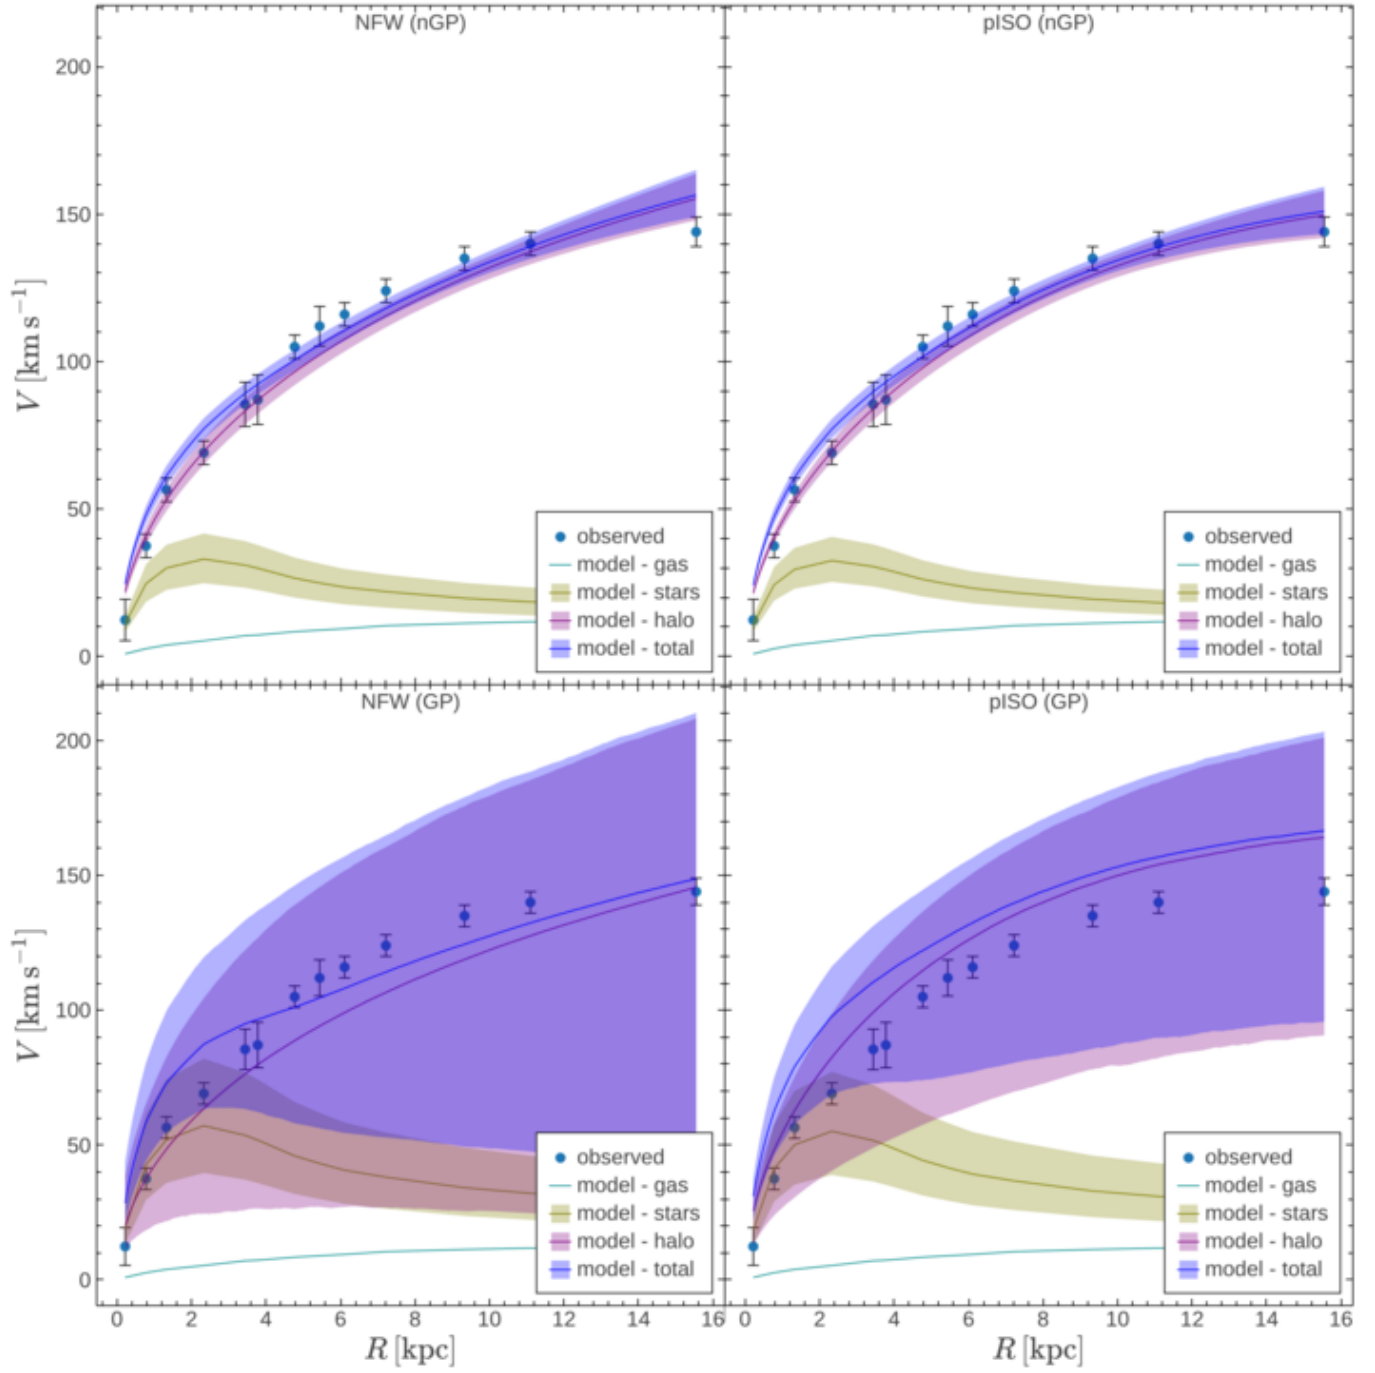 NFW (nGP)
pISO (nGP)
200
150
100
50
0
V [km s⁻¹]
observed
model - gas
model - stars
model - halo
model - total
observed
model - gas
model - stars
model - halo
model - total
NFW (GP)
pISO (GP)
200
150
100
50
0
V [km s⁻¹]
observed
model - gas
model - stars
model - halo
model - total
observed
model - gas
model - stars
model - halo
model - total
0 2 4 6 8 10 12 14 16
0 2 4 6 8 10 12 14 16
R [kpc]
R [kpc]